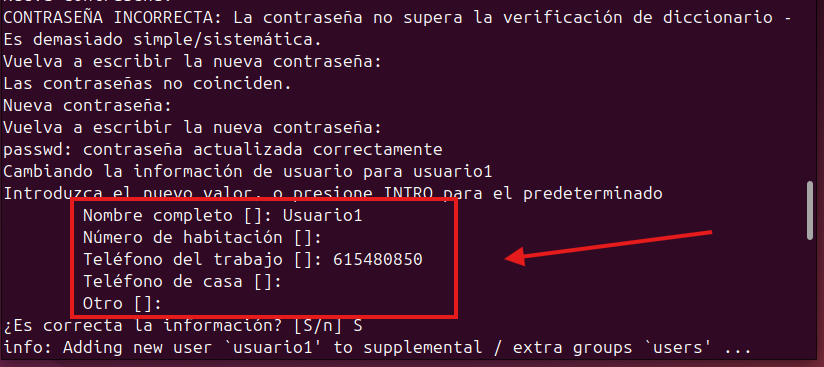 CONTRASEÑA INCORRECTA: La contraseña no supera la verificación de diccionario -
Es demasiado simple/sistemática.
Vuelva a escribir la nueva contraseña:
Las contraseñas no coinciden.
Nueva contraseña:
Vuelva a escribir la nueva contraseña:
passwd: contraseña actualizada correctamente
Cambiando la información de usuario para usuario1
Introduzca el nuevo valor, o presione INTRO para el predeterminado
Nombre completo []: Usuario1
Número de habitación []:
Teléfono del trabajo []: 615480850
Teléfono de casa []:
Otro []:
¿Es correcta la información? [S/n] S
info: Adding new user `usuario1' to supplemental / extra groups `users' ...